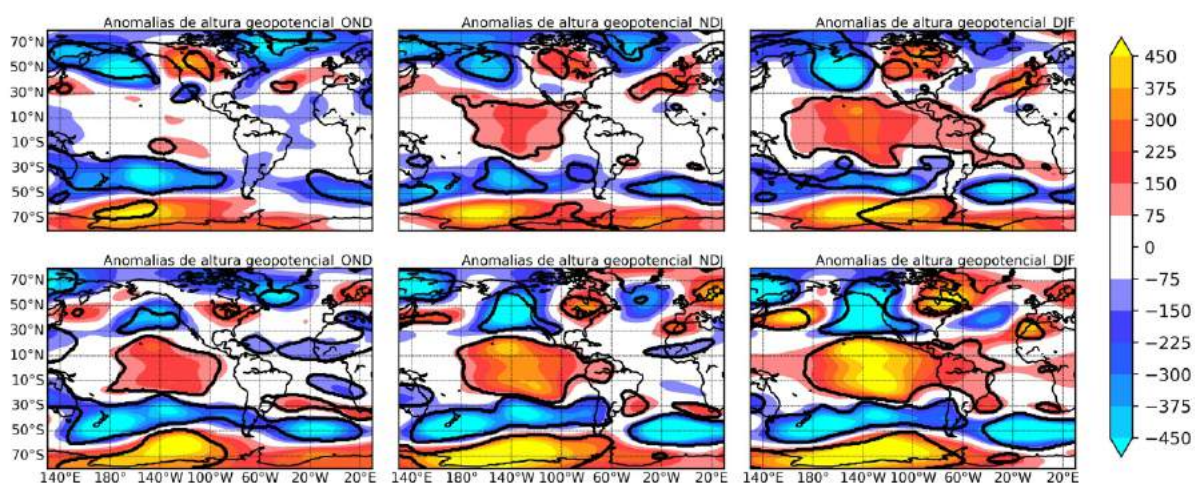 Anomalias de altura geopotencial_OND
Anomalias de altura geopotencial_NDJ
Anomalias de altura geopotencial_DJF
70°N
50°N
30°N
10°N
10°S
30°S
50°S
70°S
Anomalias de altura geopotencial_OND
Anomalias de altura geopotencial_NDJ
Anomalias de altura geopotencial_DJF
70°N
50°N
30°N
10°N
10°S
30°S
50°S
70°S
140°E 180° 140°W 100°W 60°W 20°W 20°E
140°E 180° 140°W 100°W 60°W 20°W 20°E
140°E 180° 140°W 100°W 60°W 20°W 20°E
450
375
300
225
150
75
0
−75
−150
−225
−300
−375
−450